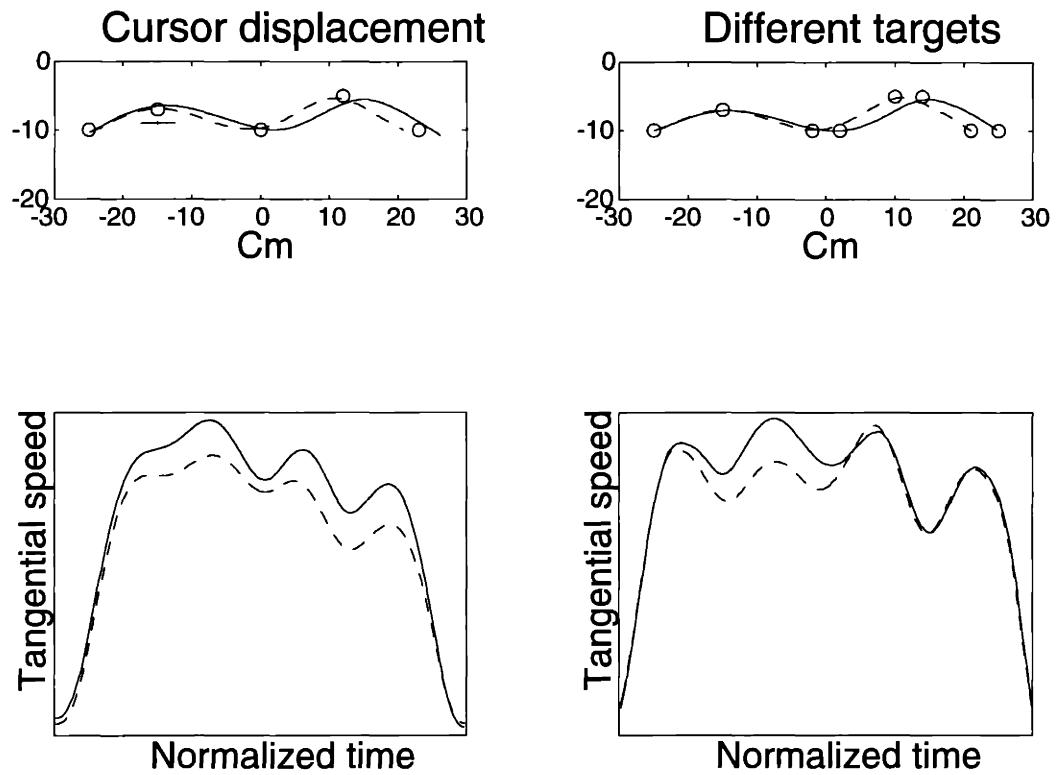 Cursor displacement
0
-10
-20
-30 -20 -10 0 10 20 30
Cm
Different targets
0
-10
-20
-30 -20 -10 0 10 20 30
Cm
Tangential speed
Normalized time
Tangential speed
Normalized time